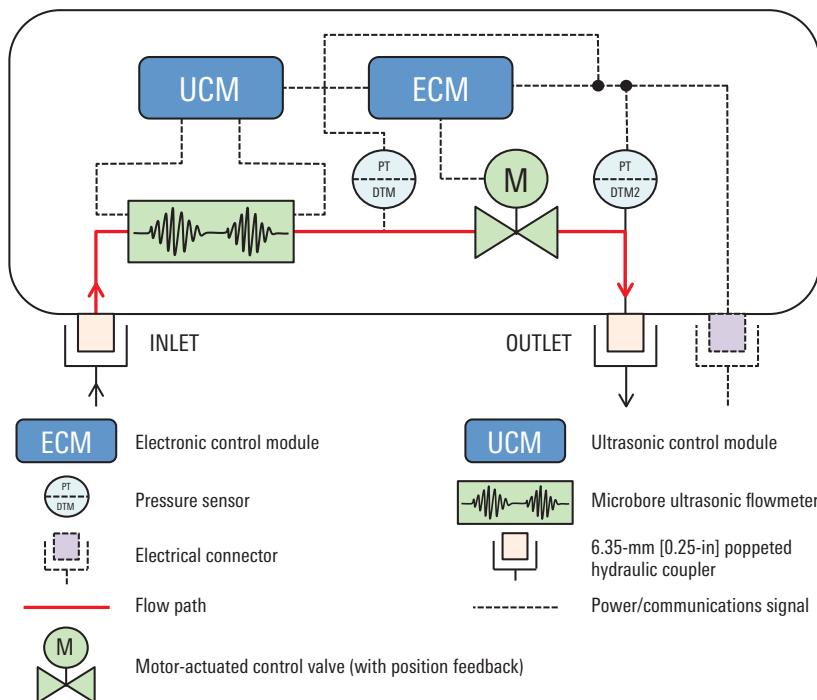 UCM
ECM
PT
DTM
M
PT
DTM2
INLET
OUTLET
ECM
Electronic control module
UCM
Ultrasonic control module
PT
DTM
Pressure sensor
Microbore ultrasonic flowmeter
Electrical connector
6.35-mm [0.25-in] poppeted
hydraulic coupler
Flow path
Power/communications signal
M
Motor-actuated control valve (with position feedback)